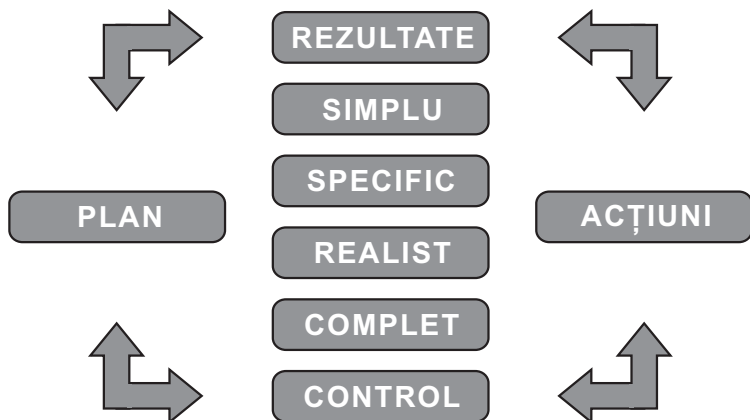 REZULTATE
SIMPLU
SPECIFIC
PLAN
ACȚIUNI
REALIST
COMPLET
CONTROL